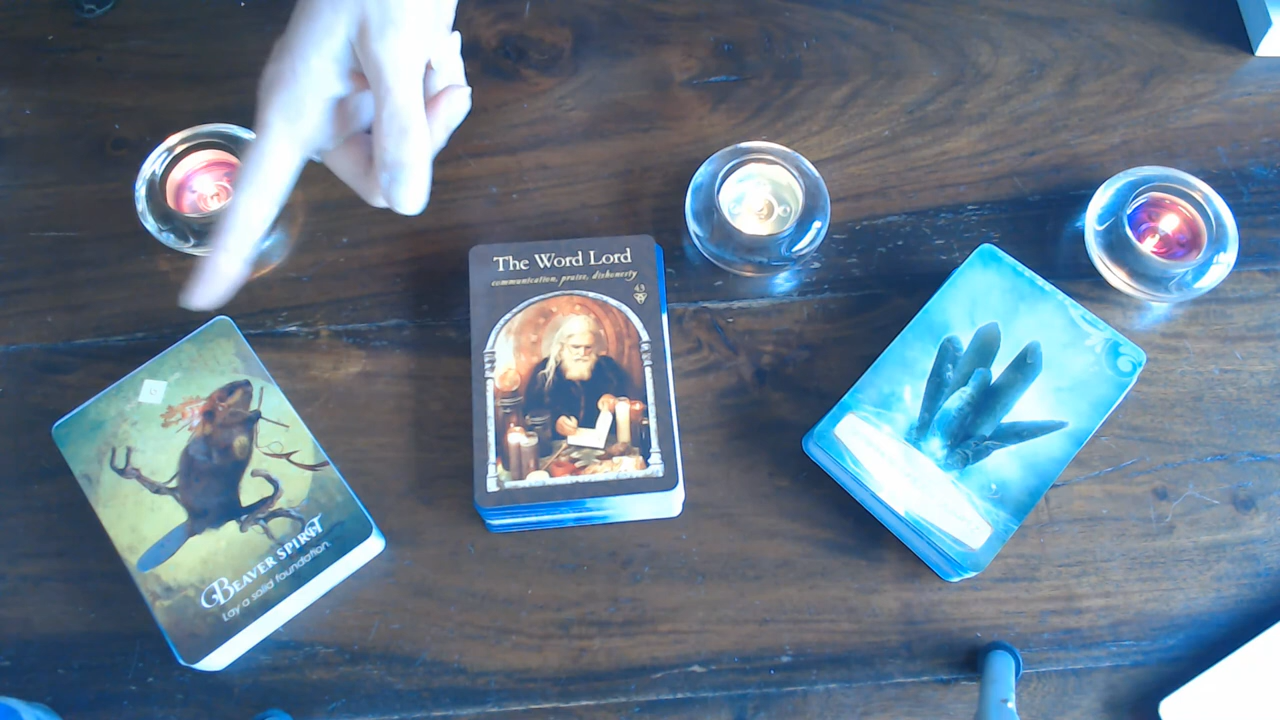 The Word Lord
communication, praise, dishonesty
43
BEAVER SPIRIT
Lay a solid foundation.